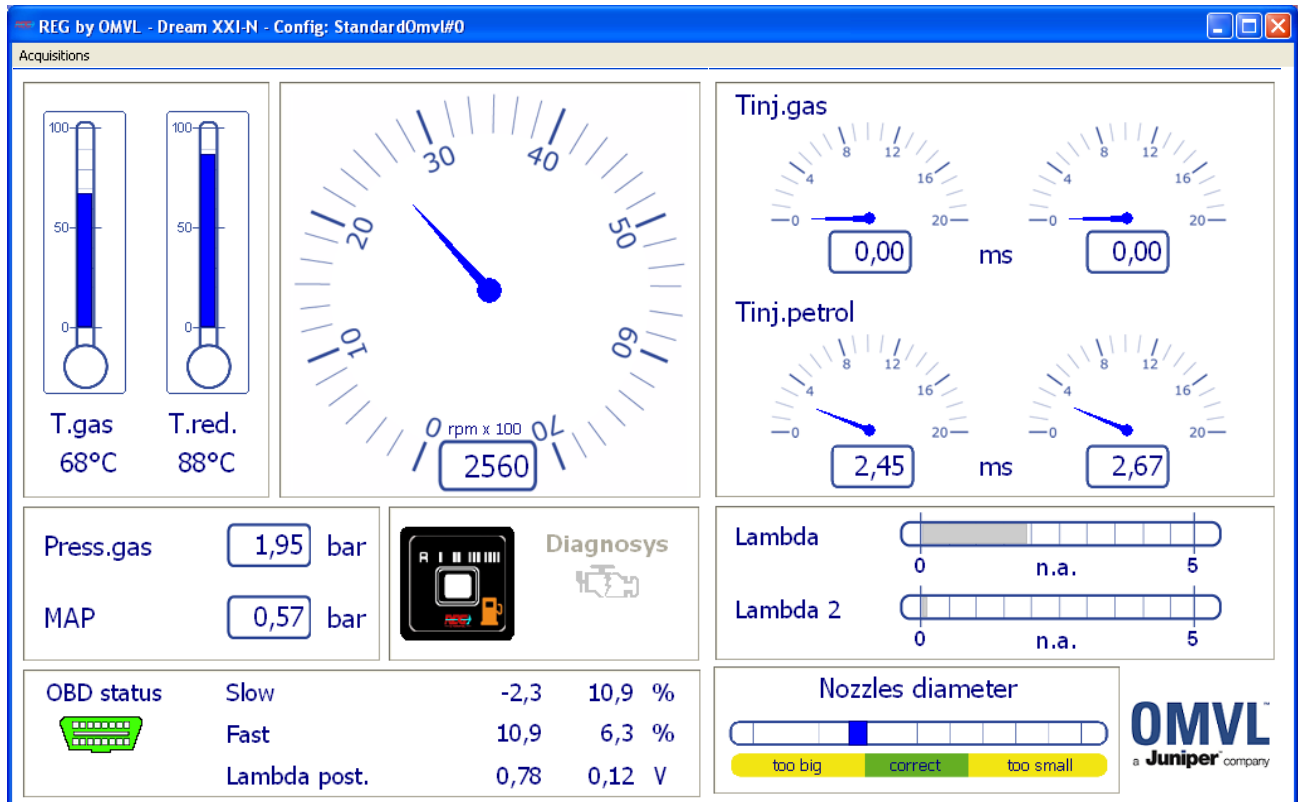 REG by OMVL - Dream XXI-N - Config: StandardOmvl#0
Acquisitions
100
50
0
T.gas
68°C
100
50
0
T.red.
88°C
0
10
20
30
40
50
60
70
rpm x 100
2560
Tinj.gas
0 4 8 12 16 20
0 4 8 12 16 20
0,00 ms 0,00
Tinj.petrol
0 4 8 12 16 20
0 4 8 12 16 20
2,45 ms 2,67
Press.gas 1,95 bar
MAP 0,57 bar
R
REG
Diagnosys
Lambda
0 n.a. 5
Lambda 2
0 n.a. 5
OBD status
Slow -2,3 10,9 %
Fast 10,9 6,3 %
Lambda post. 0,78 0,12 V
Nozzles diameter
too big correct too small
OMVL™
a Juniper® company